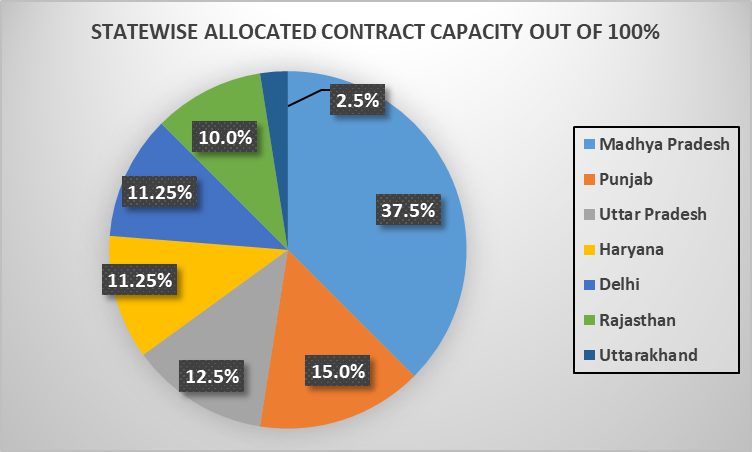 STATEWISE ALLOCATED CONTRACT CAPACITY OUT OF 100%
2.5%
10.0%
37.5%
11.25%
11.25%
12.5%
15.0%
Madhya Pradesh
Punjab
Uttar Pradesh
Haryana
Delhi
Rajasthan
Uttarakhand